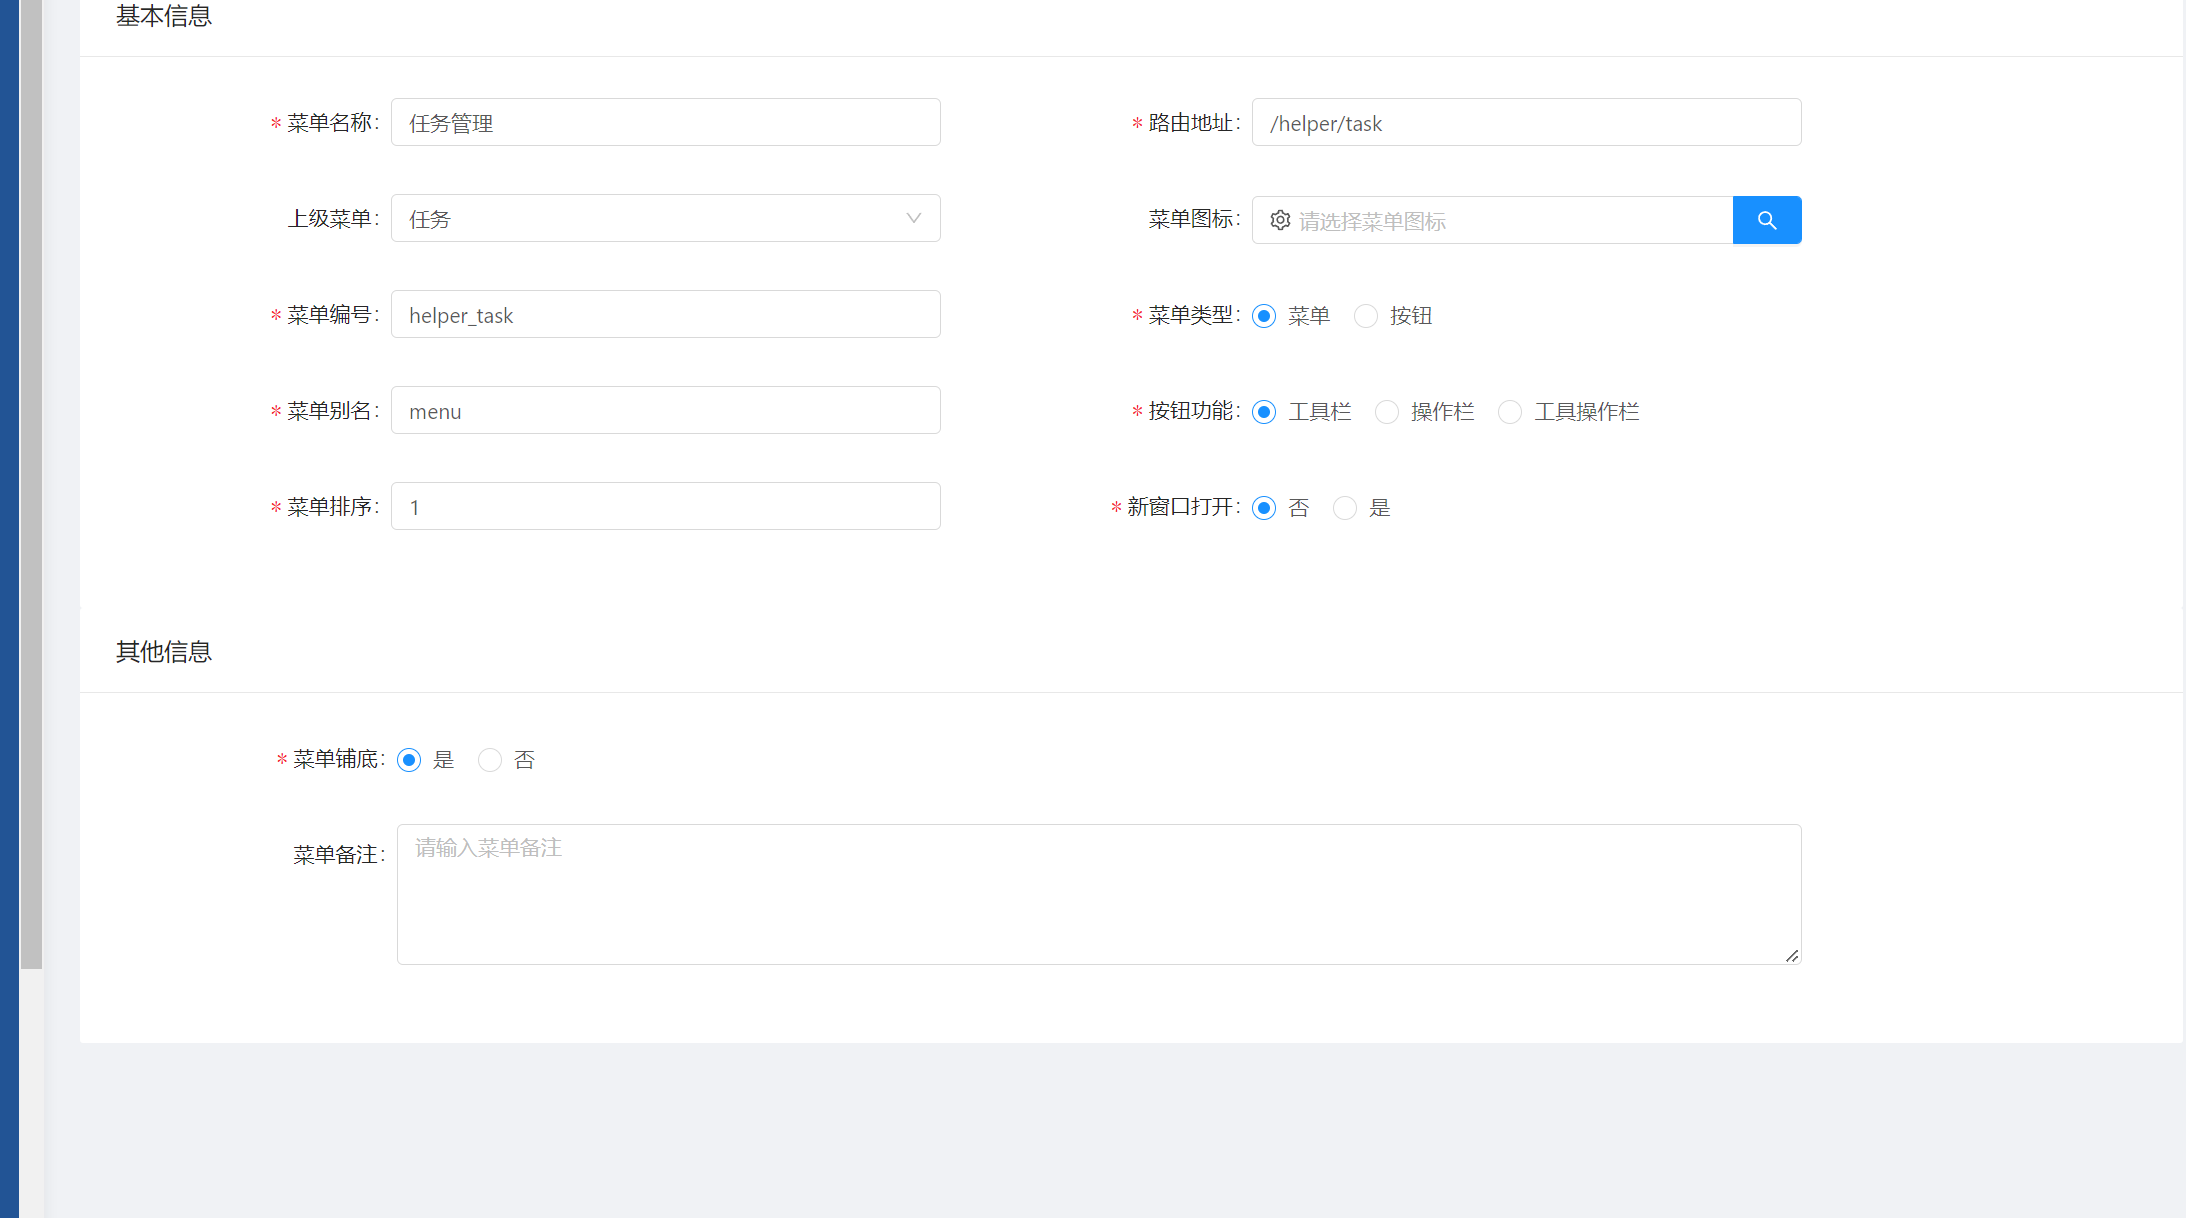 基本信息
* 菜单名称: 任务管理
* 路由地址: /helper/task
上级菜单: 任务
菜单图标: 请选择菜单图标
* 菜单编号: helper_task
* 菜单类型: 菜单 按钮
* 菜单别名: menu
* 按钮功能: 工具栏 操作栏 工具操作栏
* 菜单排序: 1
* 新窗口打开: 否 是
其他信息
* 菜单铺底: 是 否
菜单备注: 请输入菜单备注